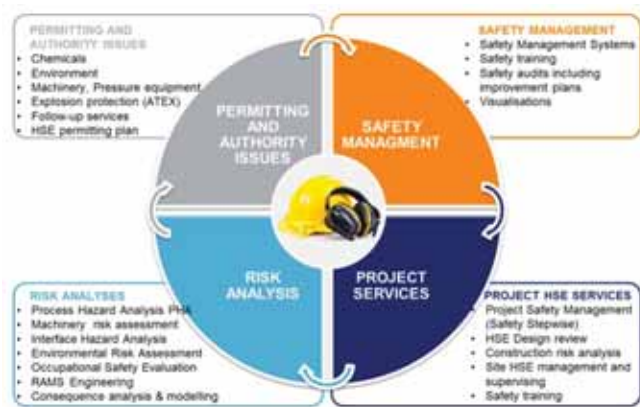 PERMITTING AND
AUTHORITY ISSUES
• Chemicals
• Environment
• Machinery, Pressure equipment
• Explosion protection (ATEX)
• Follow-up services
• HSE permitting plan
SAFETY MANAGEMENT
• Safety Management Systems
• Safety training
• Safety audits including
improvement plans
• Visualisations
PERMITTING
AND
AUTHORITY
ISSUES
SAFETY
MANAGMENT
RISK
ANALYSIS
PROJECT
SERVICES
RISK ANALYSES
• Process Hazard Analysis PHA
• Machinery risk assessment
• Interface Hazard Analysis
• Environmental Risk Assessment
• Occupational Safety Evaluation
• RAMS Engineering
• Consequence analysis & modelling
PROJECT HSE SERVICES
• Project Safety Management
(Safety Stepwise)
• HSE Design review
• Construction risk analysis
• Site HSE management and
supervising
• Safety training